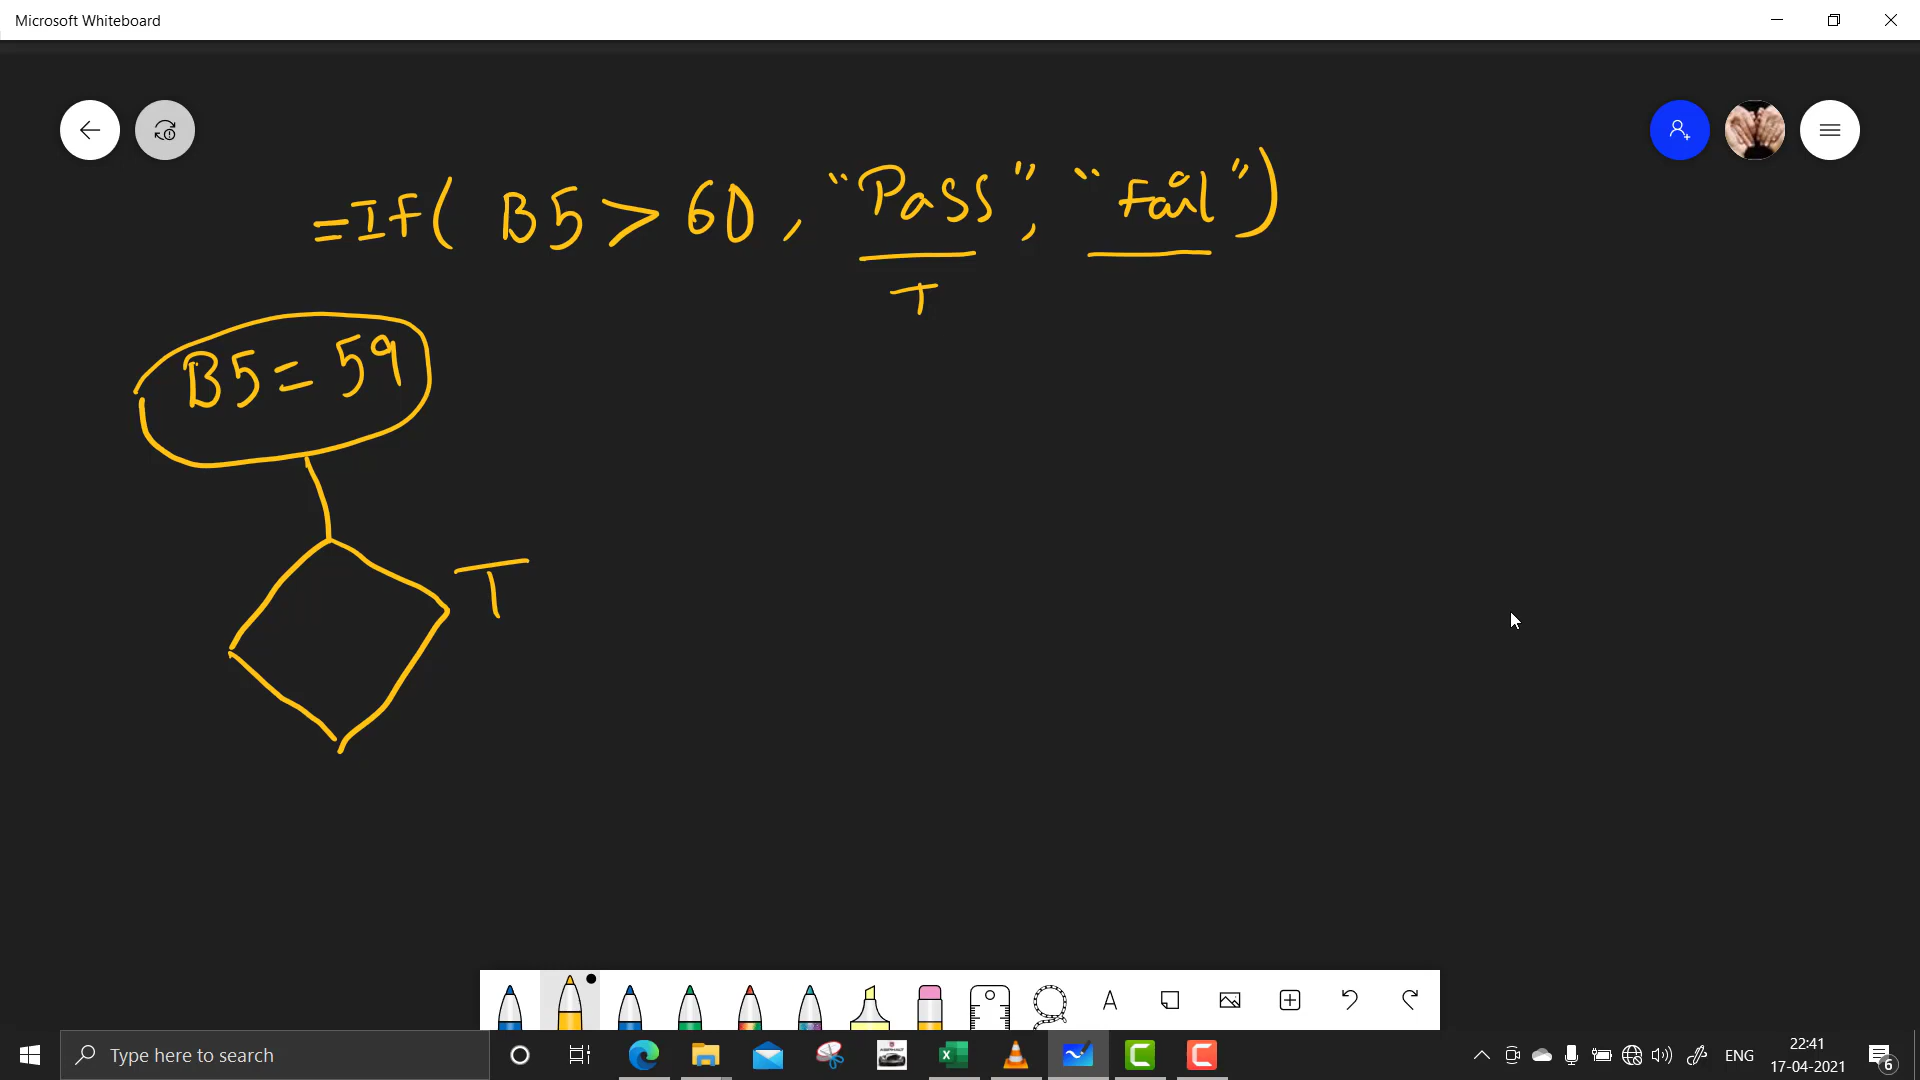 Microsoft Whiteboard
=If( B5 > 60 , "Pass", "Fail")
T
B5 = 59
T
A
Type here to search
ENG
22:41
17-04-2021
6